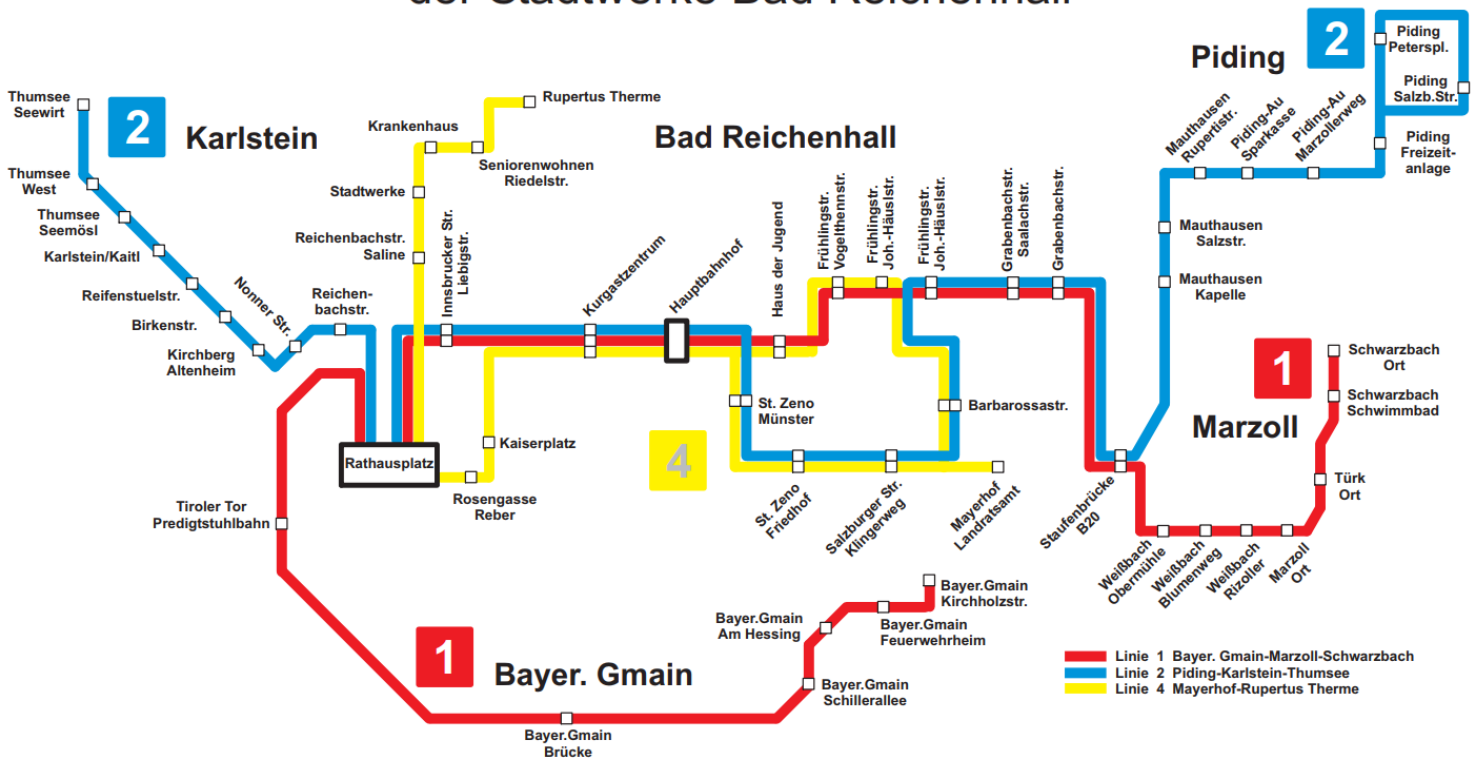 der Stadtwerke Bad Reichenhall
2
Piding
Piding
Peterspl.
Piding
Salzb.Str.
Piding
Freizeit-
anlage
Mauthausen
Rupertistr.
Piding-Au
Sparkasse
Piding-Au
Marzollerweg
Mauthausen
Salzstr.
Mauthausen
Kapelle
Thumsee
Seewirt
2
Karlstein
Thumsee
West
Thumsee
Seemösl
Karlstein/Kaitl
Reifenstuelstr.
Birkenstr.
Kirchberg
Altenheim
Nonner Str.
Reichen-
bachstr.
Rupertus Therme
Krankenhaus
Seniorenwohnen
Riedelstr.
Stadtwerke
Reichenbachstr.
Saline
Bad Reichenhall
Innsbrucker Str.
Liebigstr.
Kurgastzentrum
Hauptbahnhof
Haus der Jugend
Frühlingstr.
Vogelthennstr.
Frühlingstr.
Joh.-Häuslstr.
Frühlingstr.
Joh.-Häuslstr.
Grabenbachstr.
Saalachstr.
Grabenbachstr.
Rathausplatz
Kaiserplatz
Rosengasse
Reber
4
St. Zeno
Münster
Barbarossastr.
St. Zeno
Friedhof
Salzburger Str.
Klingerweg
Mayerhof
Landratsamt
Staufenbrücke
B20
1
Marzoll
Schwarzbach
Ort
Schwarzbach
Schwimmbad
Türk
Ort
Weißbach
Obermühle
Weißbach
Blumenweg
Weißbach
Rizoller
Marzoll
Ort
Tiroler Tor
Predigtstuhlbahn
1
Bayer. Gmain
Bayer.Gmain
Brücke
Bayer.Gmain
Schillerallee
Bayer.Gmain
Am Hessing
Bayer.Gmain
Feuerwehrheim
Bayer.Gmain
Kirchholzstr.
Linie 1 Bayer. Gmain-Marzoll-Schwarzbach
Linie 2 Piding-Karlstein-Thumsee
Linie 4 Mayerhof-Rupertus Therme